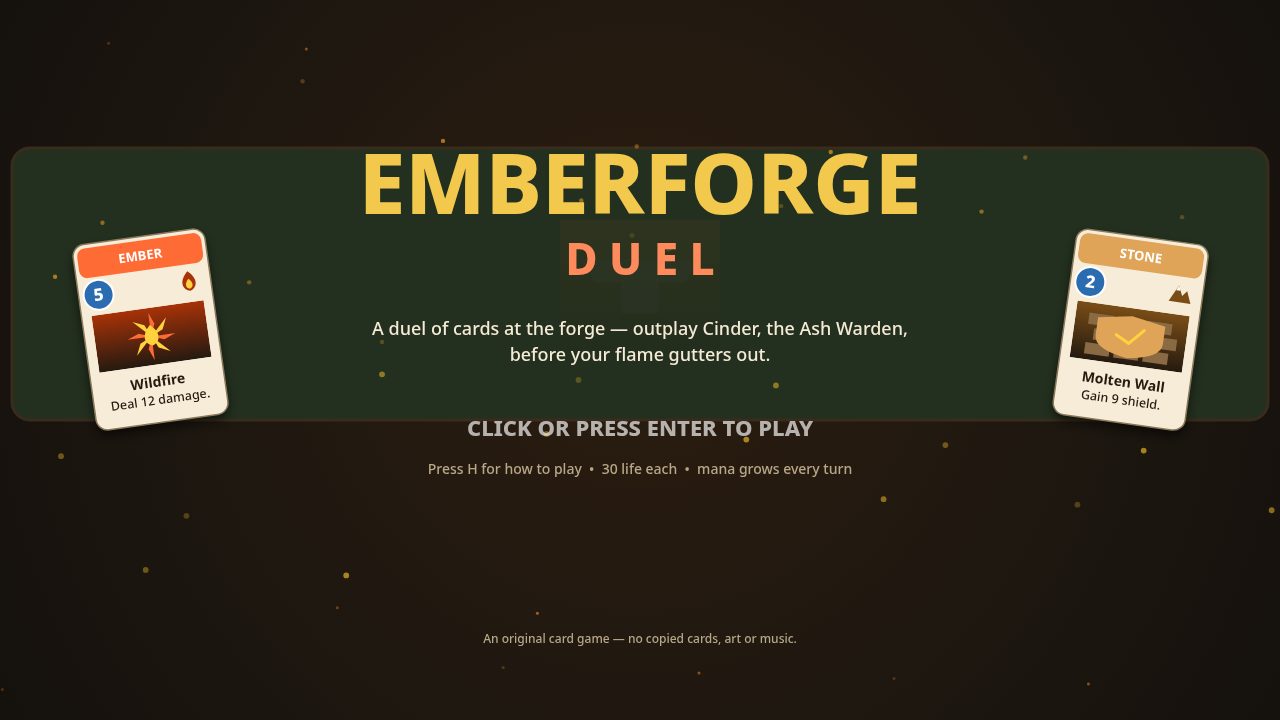 EMBERFORGE
DUEL
EMBER
5
Wildfire
Deal 12 damage.
STONE
2
Molten Wall
Gain 9 shield.
A duel of cards at the forge — outplay Cinder, the Ash Warden,
before your flame gutters out.
CLICK OR PRESS ENTER TO PLAY
Press H for how to play • 30 life each • mana grows every turn
An original card game — no copied cards, art or music.